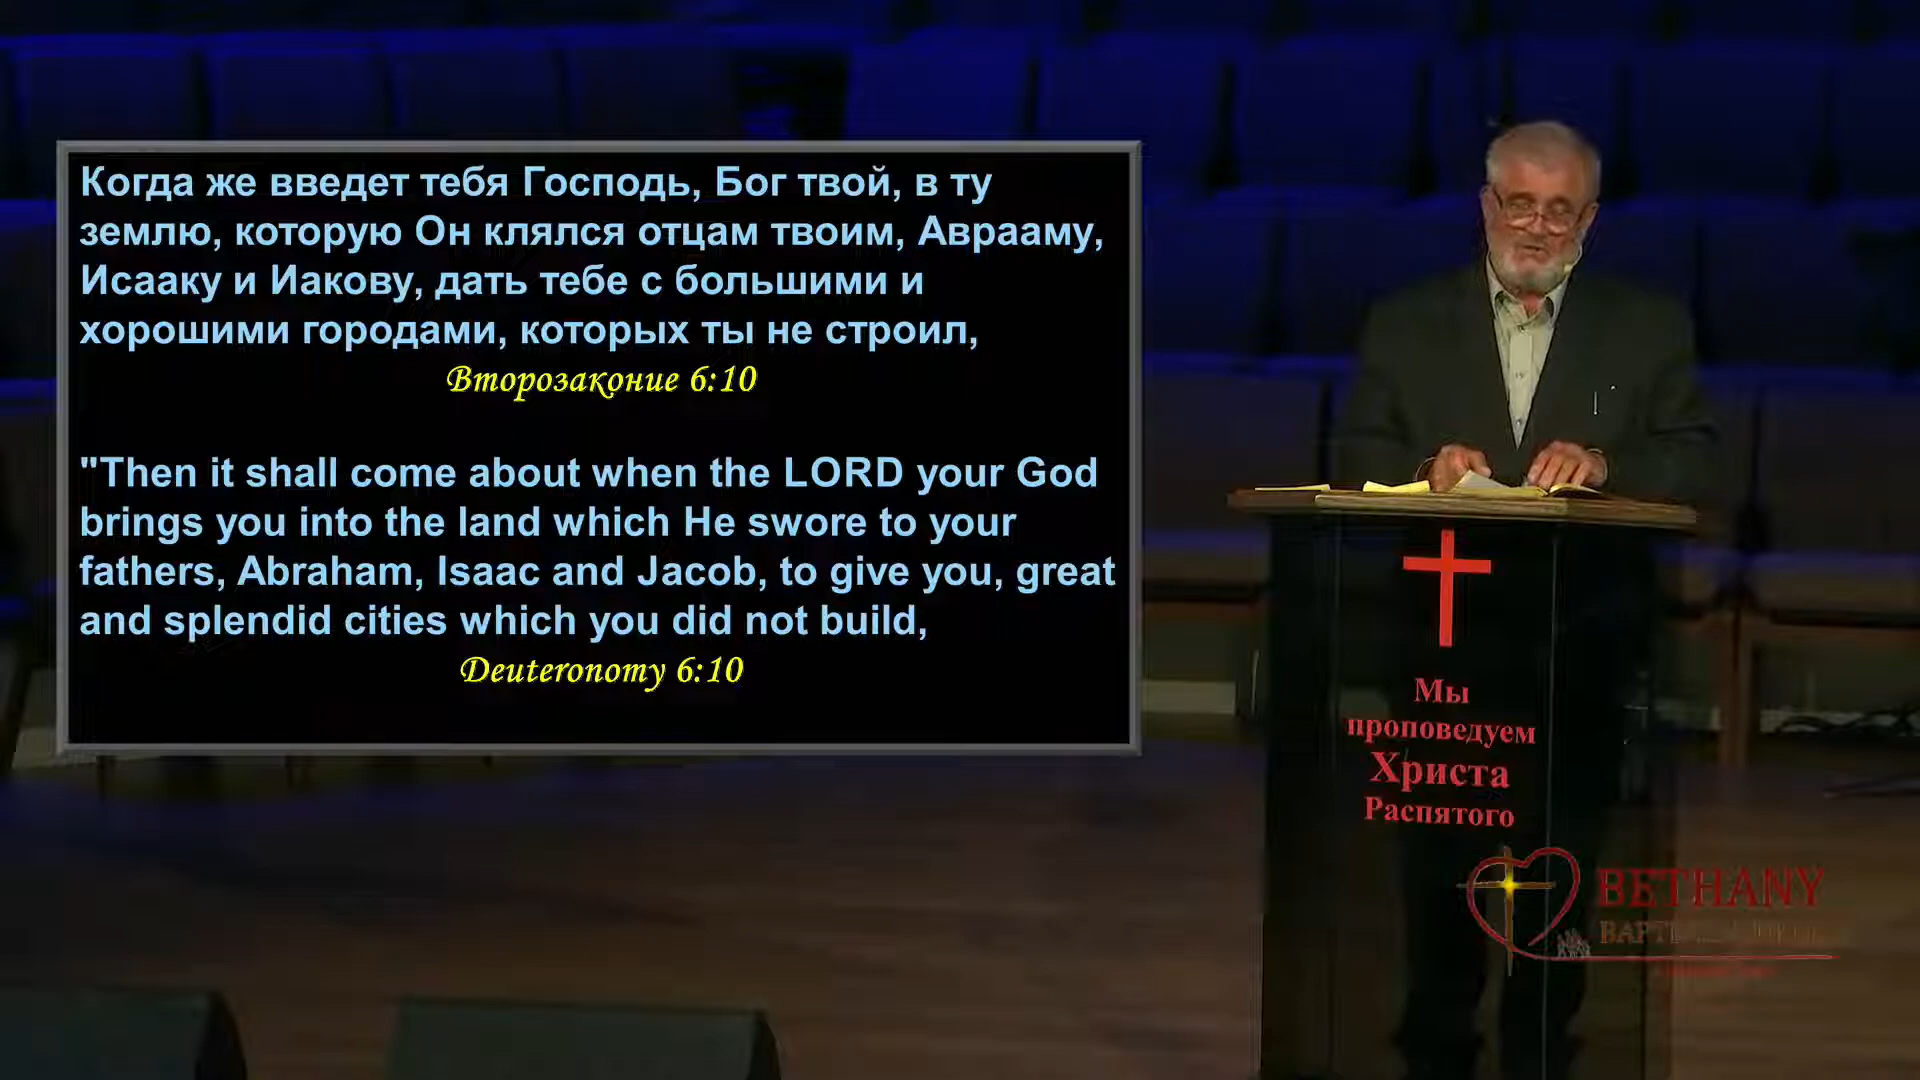 Когда же введет тебя Господь, Бог твой, в ту
землю, которую Он клялся отцам твоим, Аврааму,
Исааку и Иакову, дать тебе с большими и
хорошими городами, которых ты не строил,
Второзаконие 6:10
"Then it shall come about when the LORD your God
brings you into the land which He swore to your
fathers, Abraham, Isaac and Jacob, to give you, great
and splendid cities which you did not build,
Deuteronomy 6:10
Мы
проповедуем
Христа
Распятого
BETHANY